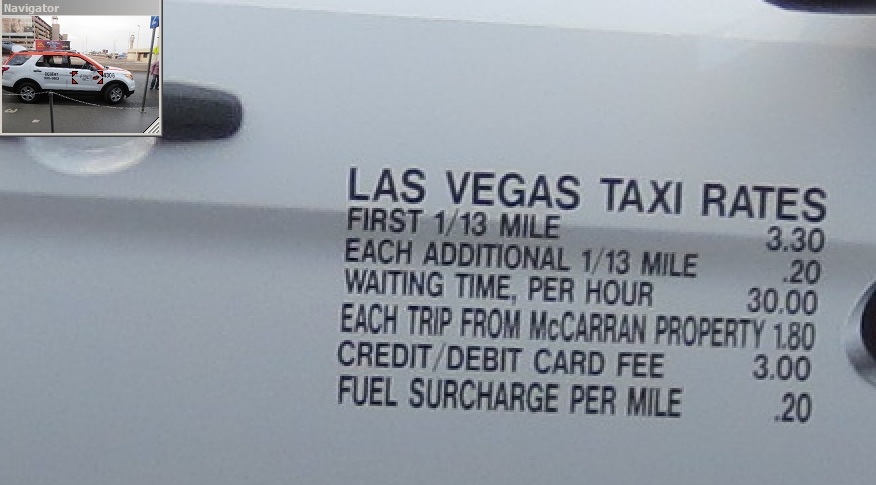 Navigator
LAS VEGAS TAXI RATES
FIRST 1/13 MILE 3.30
EACH ADDITIONAL 1/13 MILE .20
WAITING TIME, PER HOUR 30.00
EACH TRIP FROM McCARRAN PROPERTY 1.80
CREDIT/DEBIT CARD FEE 3.00
FUEL SURCHARGE PER MILE .20